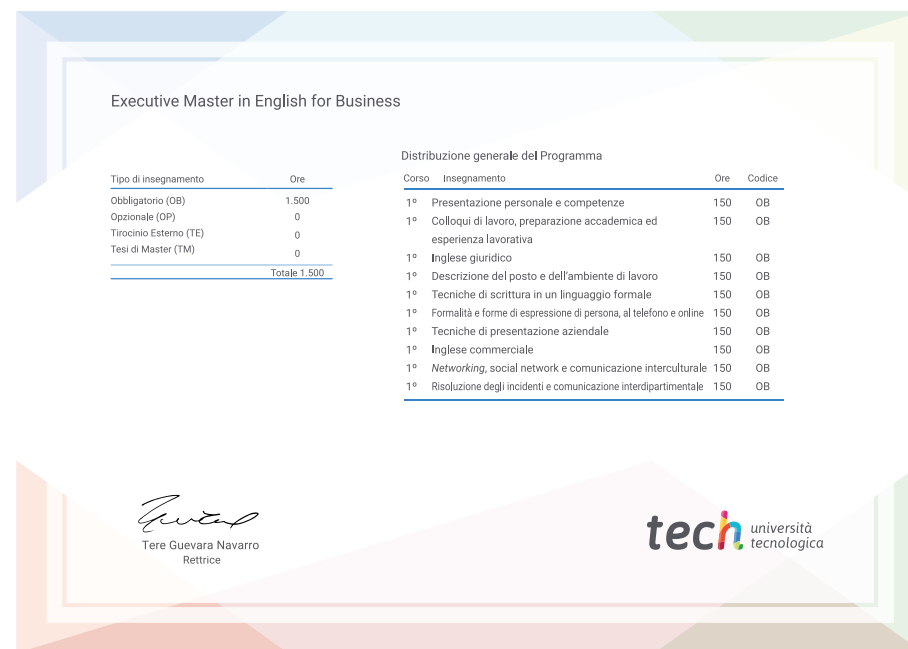 Executive Master in English for Business
Tipo di insegnamento Ore
Obbligatorio (OB) 1.500
Opzionale (OP) 0
Tirocinio Esterno (TE) 0
Tesi di Master (TM) 0
Totale 1.500
Distribuzione generale del Programma
Corso Insegnamento Ore Codice
1º Presentazione personale e competenze 150 OB
1º Colloqui di lavoro, preparazione accademica ed 150 OB
esperienza lavorativa
1º Inglese giuridico 150 OB
1º Descrizione del posto e dell'ambiente di lavoro 150 OB
1º Tecniche di scrittura in un linguaggio formale 150 OB
1º Formalità e forme di espressione di persona, al telefono e online 150 OB
1º Tecniche di presentazione aziendale 150 OB
1º Inglese commerciale 150 OB
1º Networking, social network e comunicazione interculturale 150 OB
1º Risoluzione degli incidenti e comunicazione interdipartimentale 150 OB
Tere Guevara Navarro
Rettrice
tech università
tecnologica